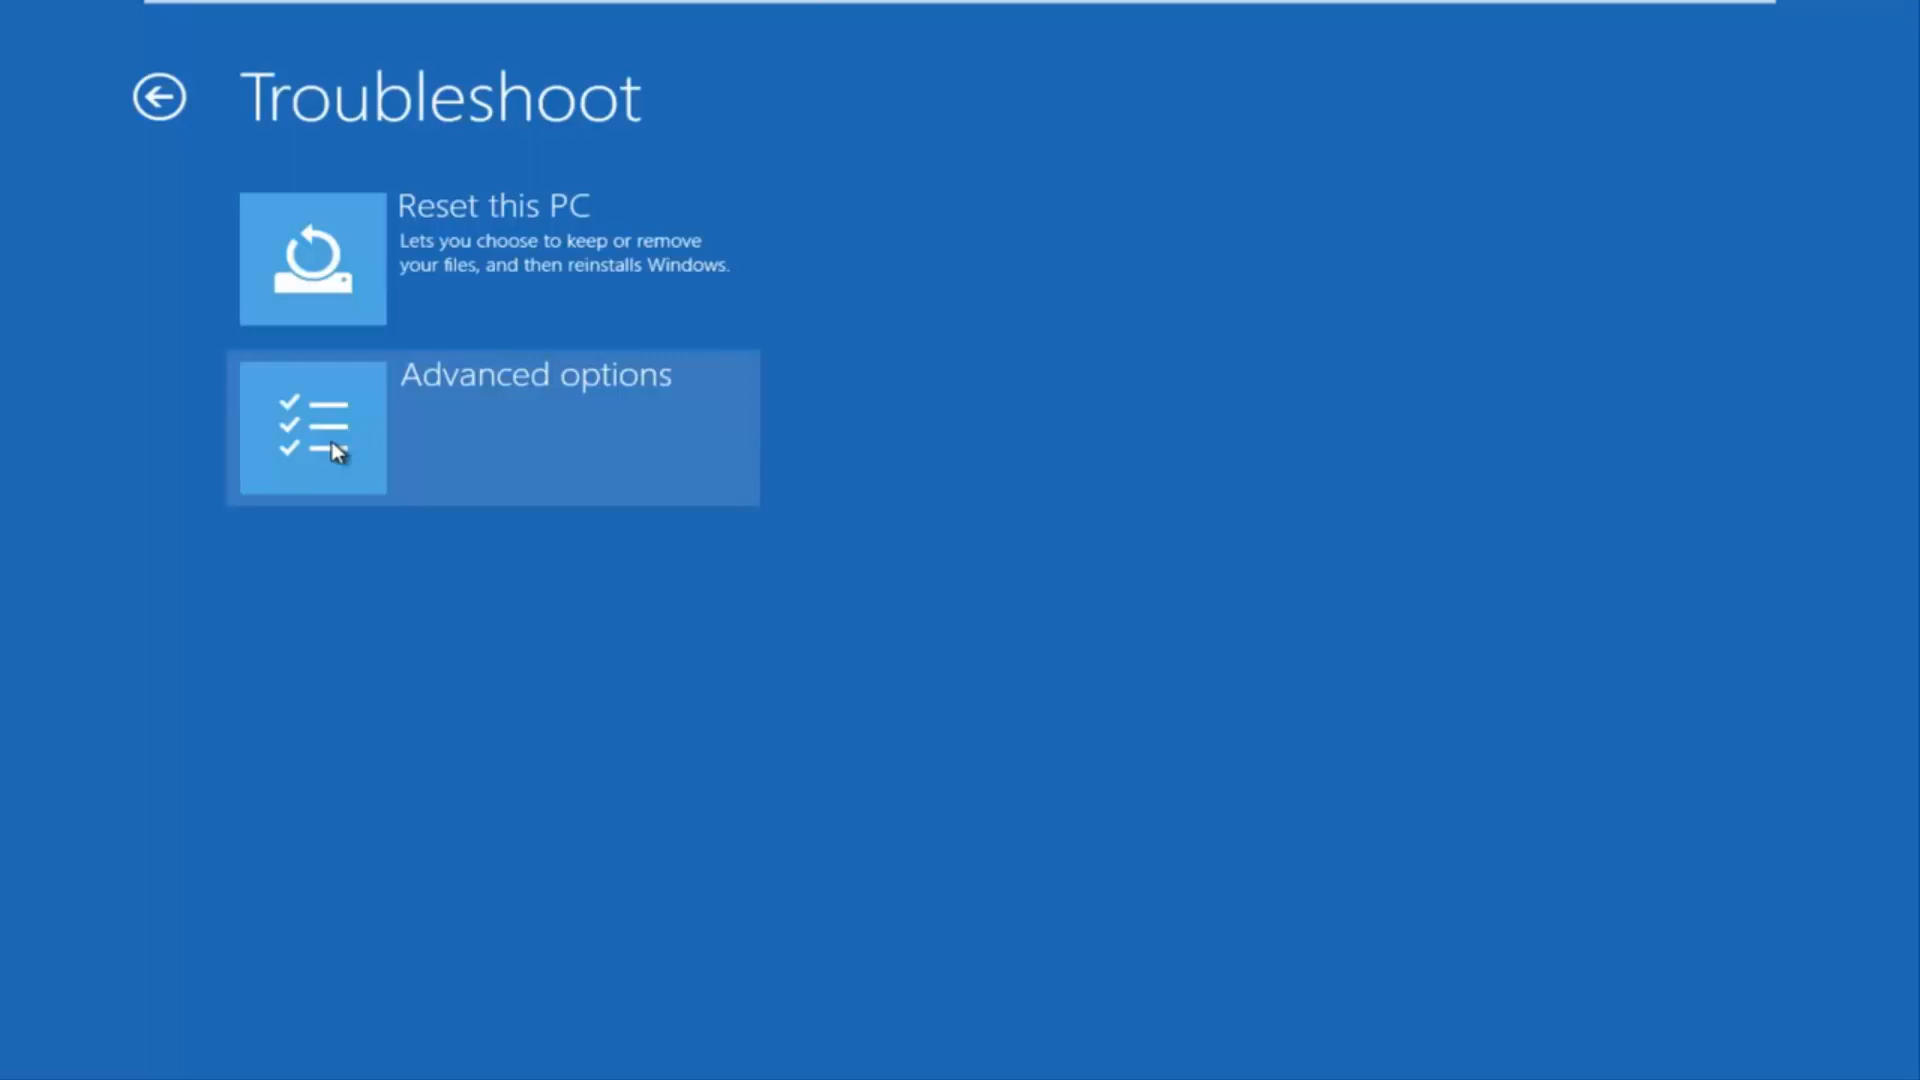 Troubleshoot
Reset this PC
Lets you choose to keep or remove
your files, and then reinstalls Windows.
Advanced options